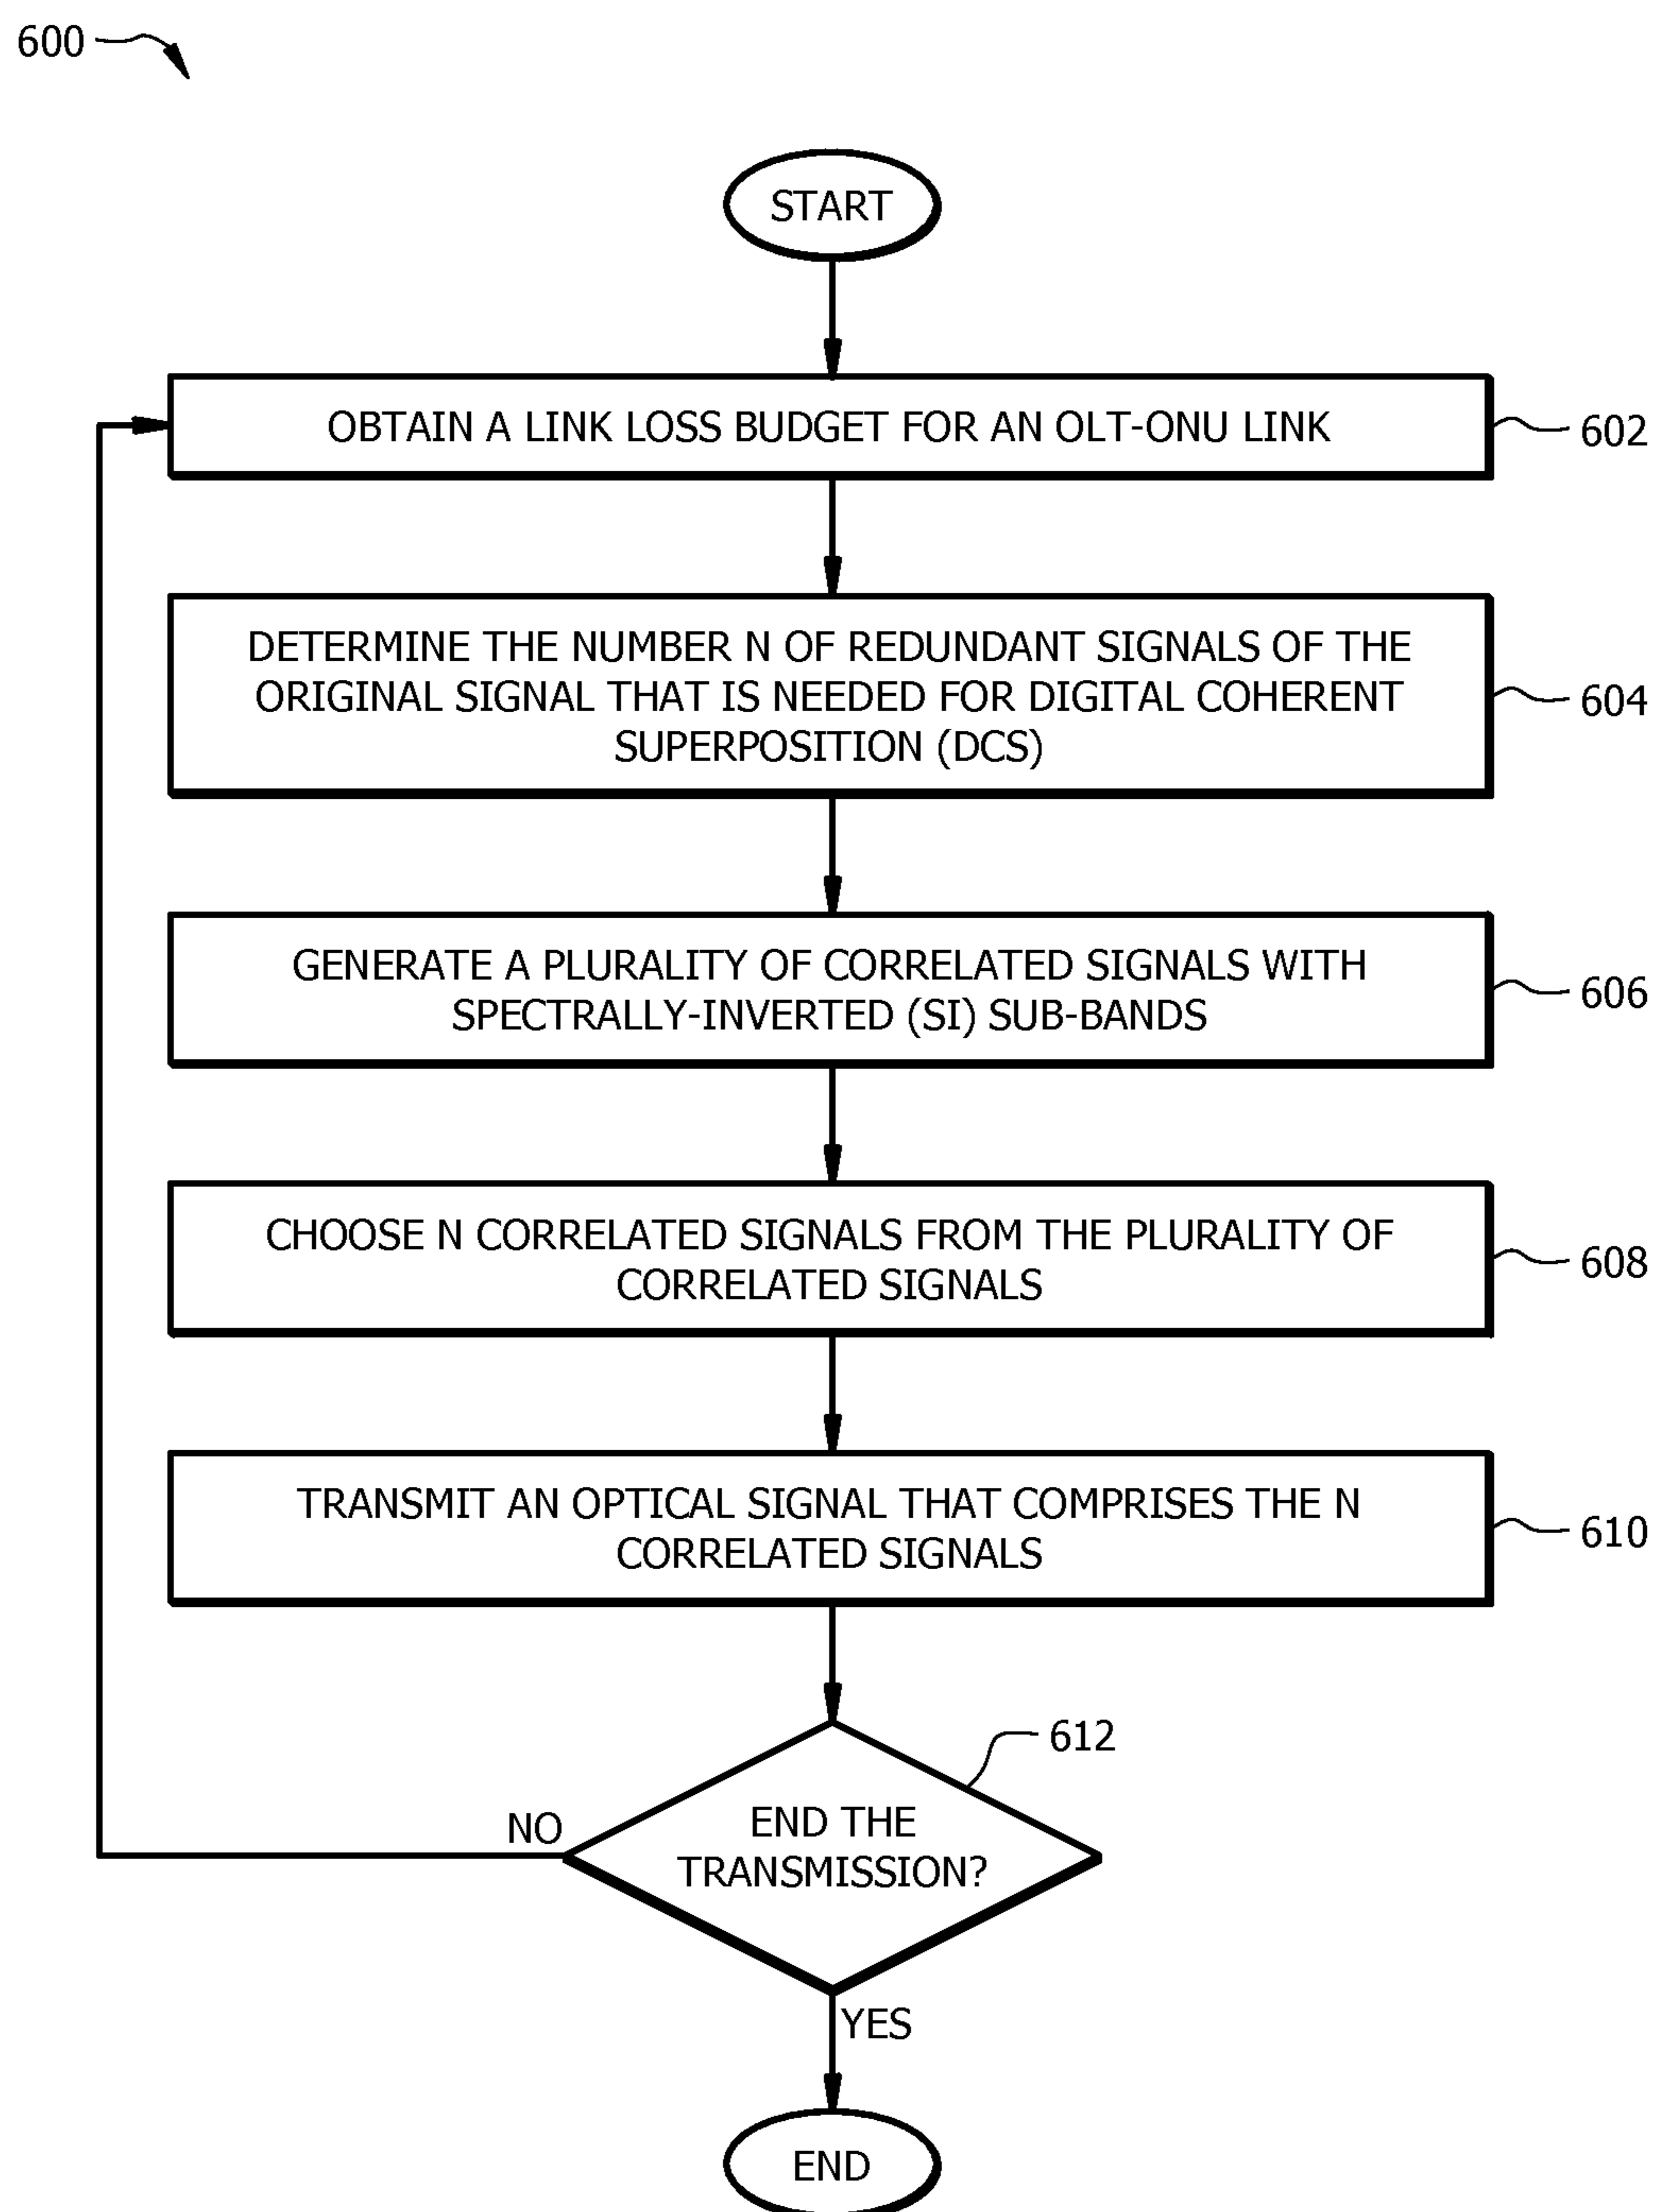 600
START
OBTAIN A LINK LOSS BUDGET FOR AN OLT-ONU LINK
602
DETERMINE THE NUMBER N OF REDUNDANT SIGNALS OF THE
ORIGINAL SIGNAL THAT IS NEEDED FOR DIGITAL COHERENT
SUPERPOSITION (DCS)
604
GENERATE A PLURALITY OF CORRELATED SIGNALS WITH
SPECTRALLY-INVERTED (SI) SUB-BANDS
606
CHOOSE N CORRELATED SIGNALS FROM THE PLURALITY OF
CORRELATED SIGNALS
608
TRANSMIT AN OPTICAL SIGNAL THAT COMPRISES THE N
CORRELATED SIGNALS
610
612
END THE
TRANSMISSION?
NO
YES
END